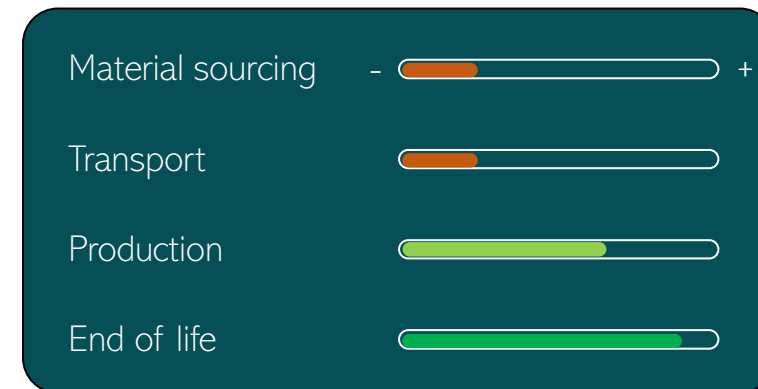 Material sourcing - +
Transport
Production
End of life